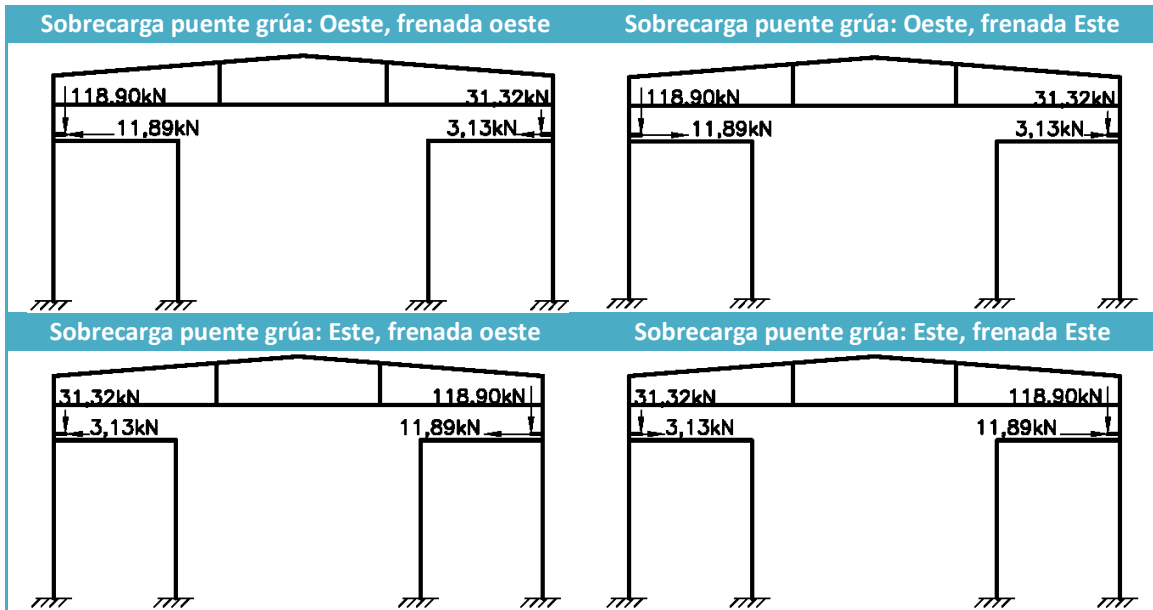 Sobrecarga puente grúa: Oeste, frenada oeste
Sobrecarga puente grúa: Oeste, frenada Este
118.90kN
31,32kN
11,89kN
3,13kN
118.90kN
31,32kN
11,89kN
3,13kN
Sobrecarga puente grúa: Este, frenada oeste
Sobrecarga puente grúa: Este, frenada Este
31,32kN
118.90kN
3,13kN
11,89kN
31,32kN
118.90kN
3,13kN
11,89kN